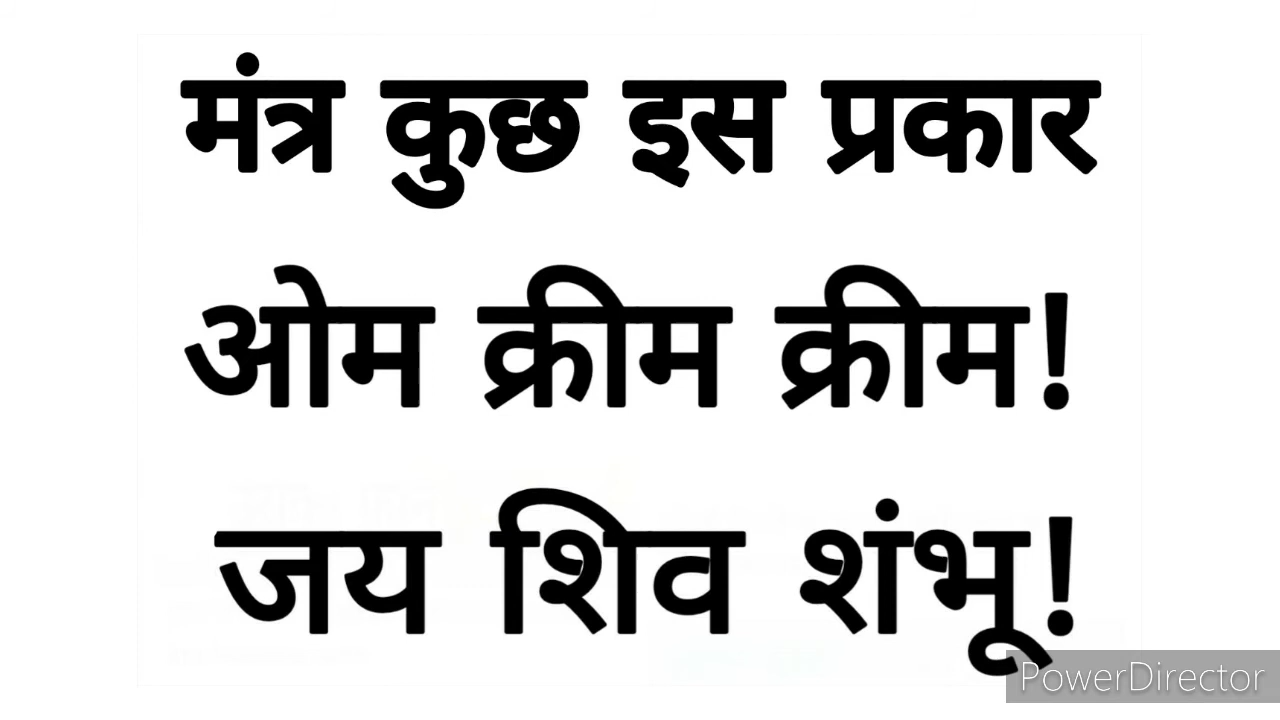 मंत्र कुछ इस प्रकार
ओम क्रीम क्रीम!
जय शिव शंभू!
PowerDirector